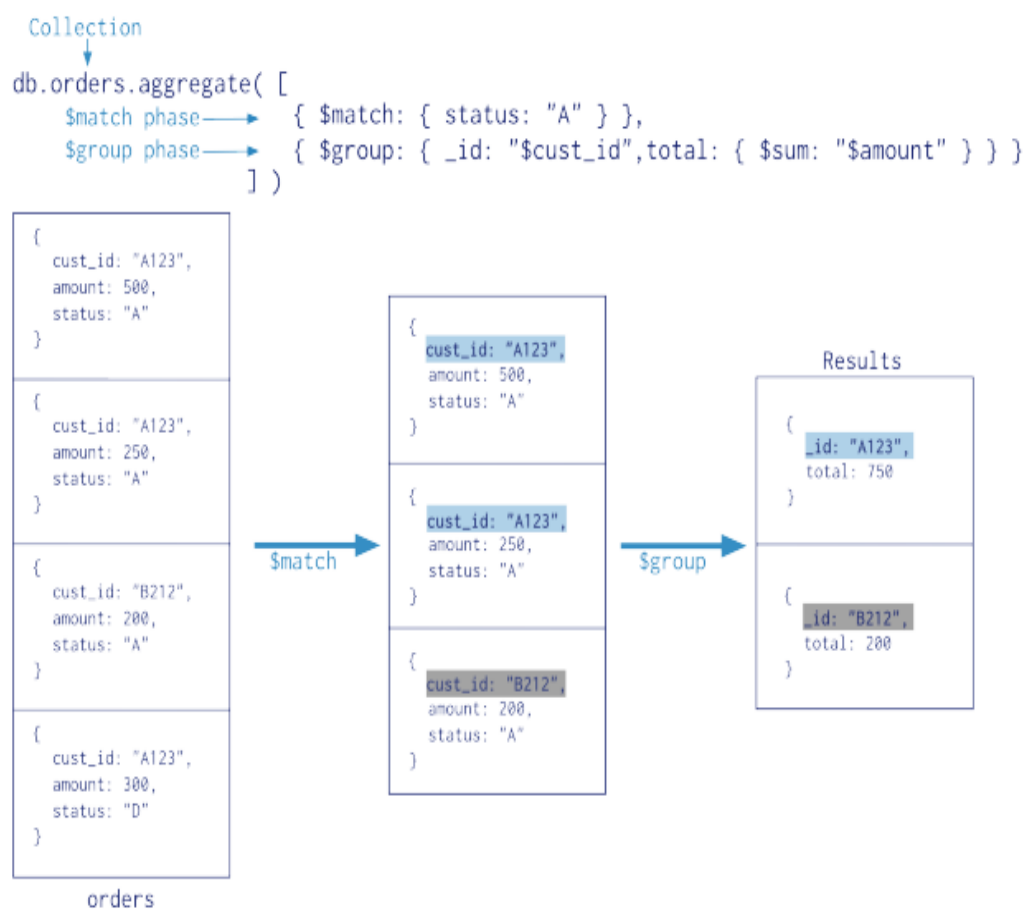 Collection
db.orders.aggregate( [
$match phase { $match: { status: "A" } },
$group phase { $group: { _id: "$cust_id",total: { $sum: "$amount" } } }
] )
{
cust_id: "A123",
amount: 500,
status: "A"
}
{
cust_id: "A123",
amount: 250,
status: "A"
}
{
cust_id: "B212",
amount: 200,
status: "A"
}
{
cust_id: "A123",
amount: 300,
status: "D"
}
orders
$match
{
cust_id: "A123",
amount: 500,
status: "A"
}
{
cust_id: "A123",
amount: 250,
status: "A"
}
{
cust_id: "B212",
amount: 200,
status: "A"
}
$group
Results
{
_id: "A123",
total: 750
}
{
_id: "B212",
total: 200
}